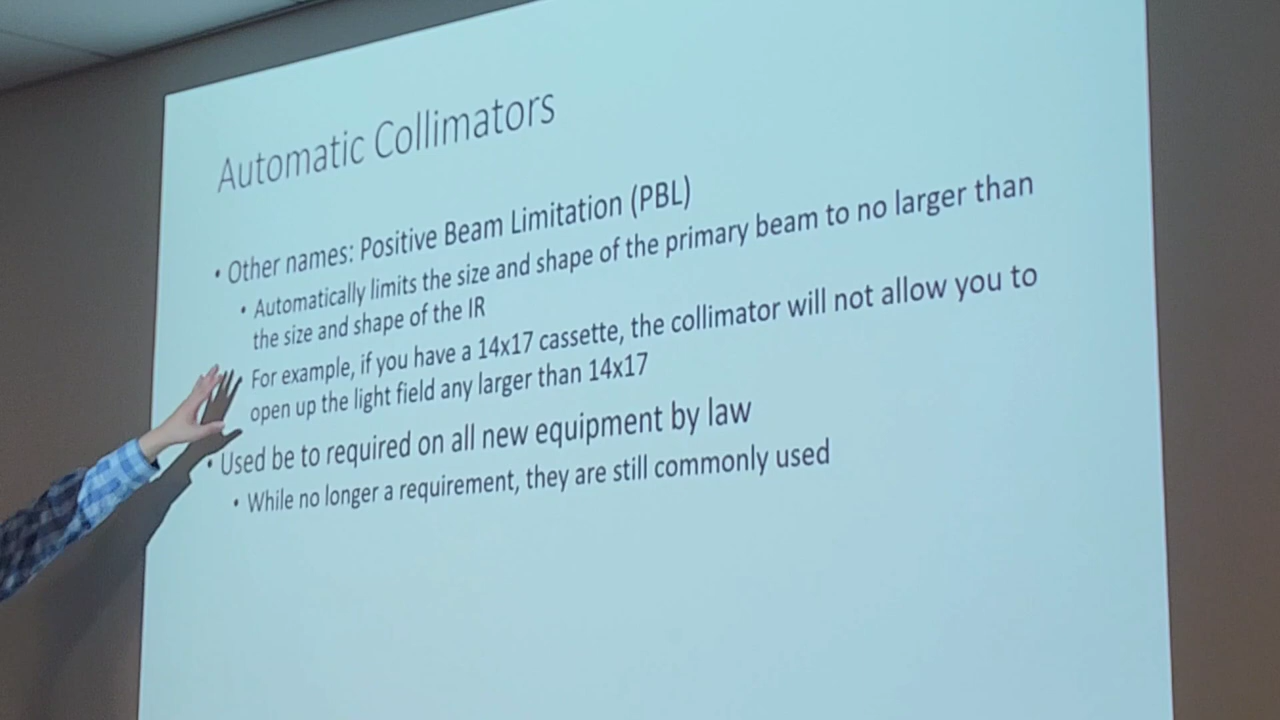 Automatic Collimators
• Other names: Positive Beam Limitation (PBL)
• Automatically limits the size and shape of the primary beam to no larger than
the size and shape of the IR
For example, if you have a 14x17 cassette, the collimator will not allow you to
open up the light field any larger than 14x17
• Used be to required on all new equipment by law
• While no longer a requirement, they are still commonly used